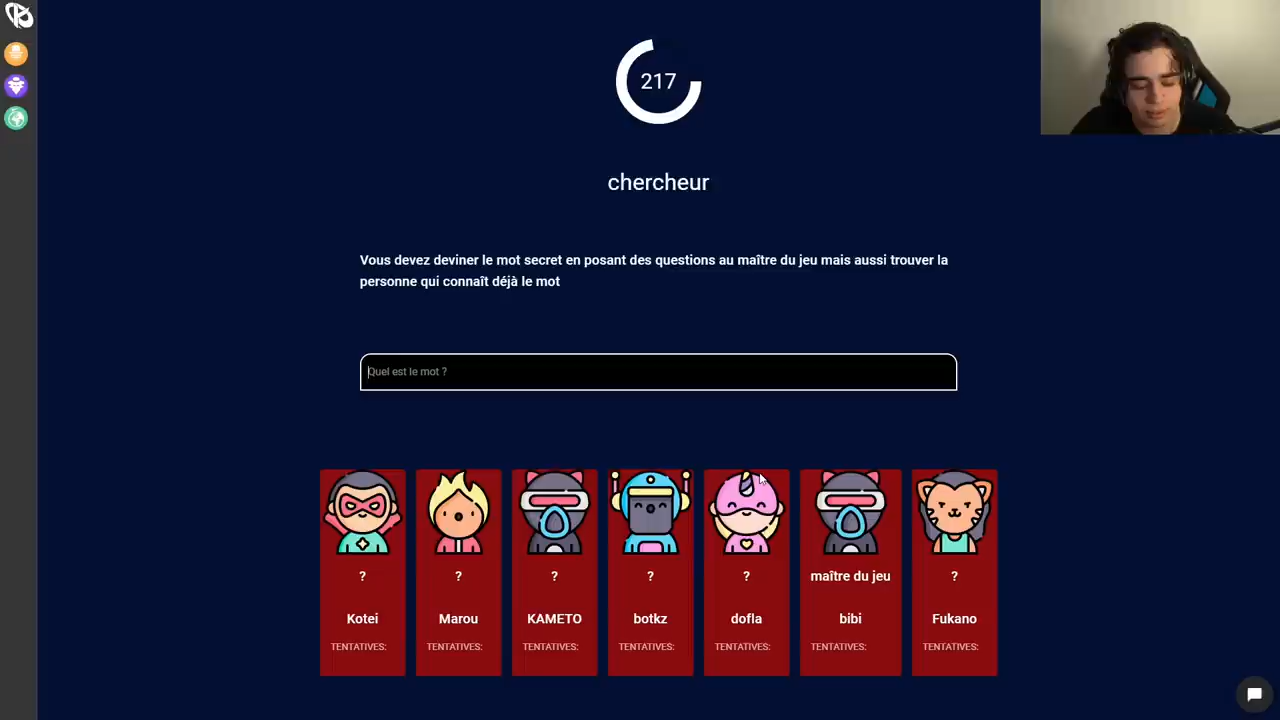 217
chercheur
Vous devez deviner le mot secret en posant des questions au maître du jeu mais aussi trouver la
personne qui connaît déjà le mot
Quel est le mot ?
? ? ? ? ? maître du jeu ?
Kotei Marou KAMETO botkz dofla bibi Fukano
TENTATIVES: TENTATIVES: TENTATIVES: TENTATIVES: TENTATIVES: TENTATIVES: TENTATIVES: